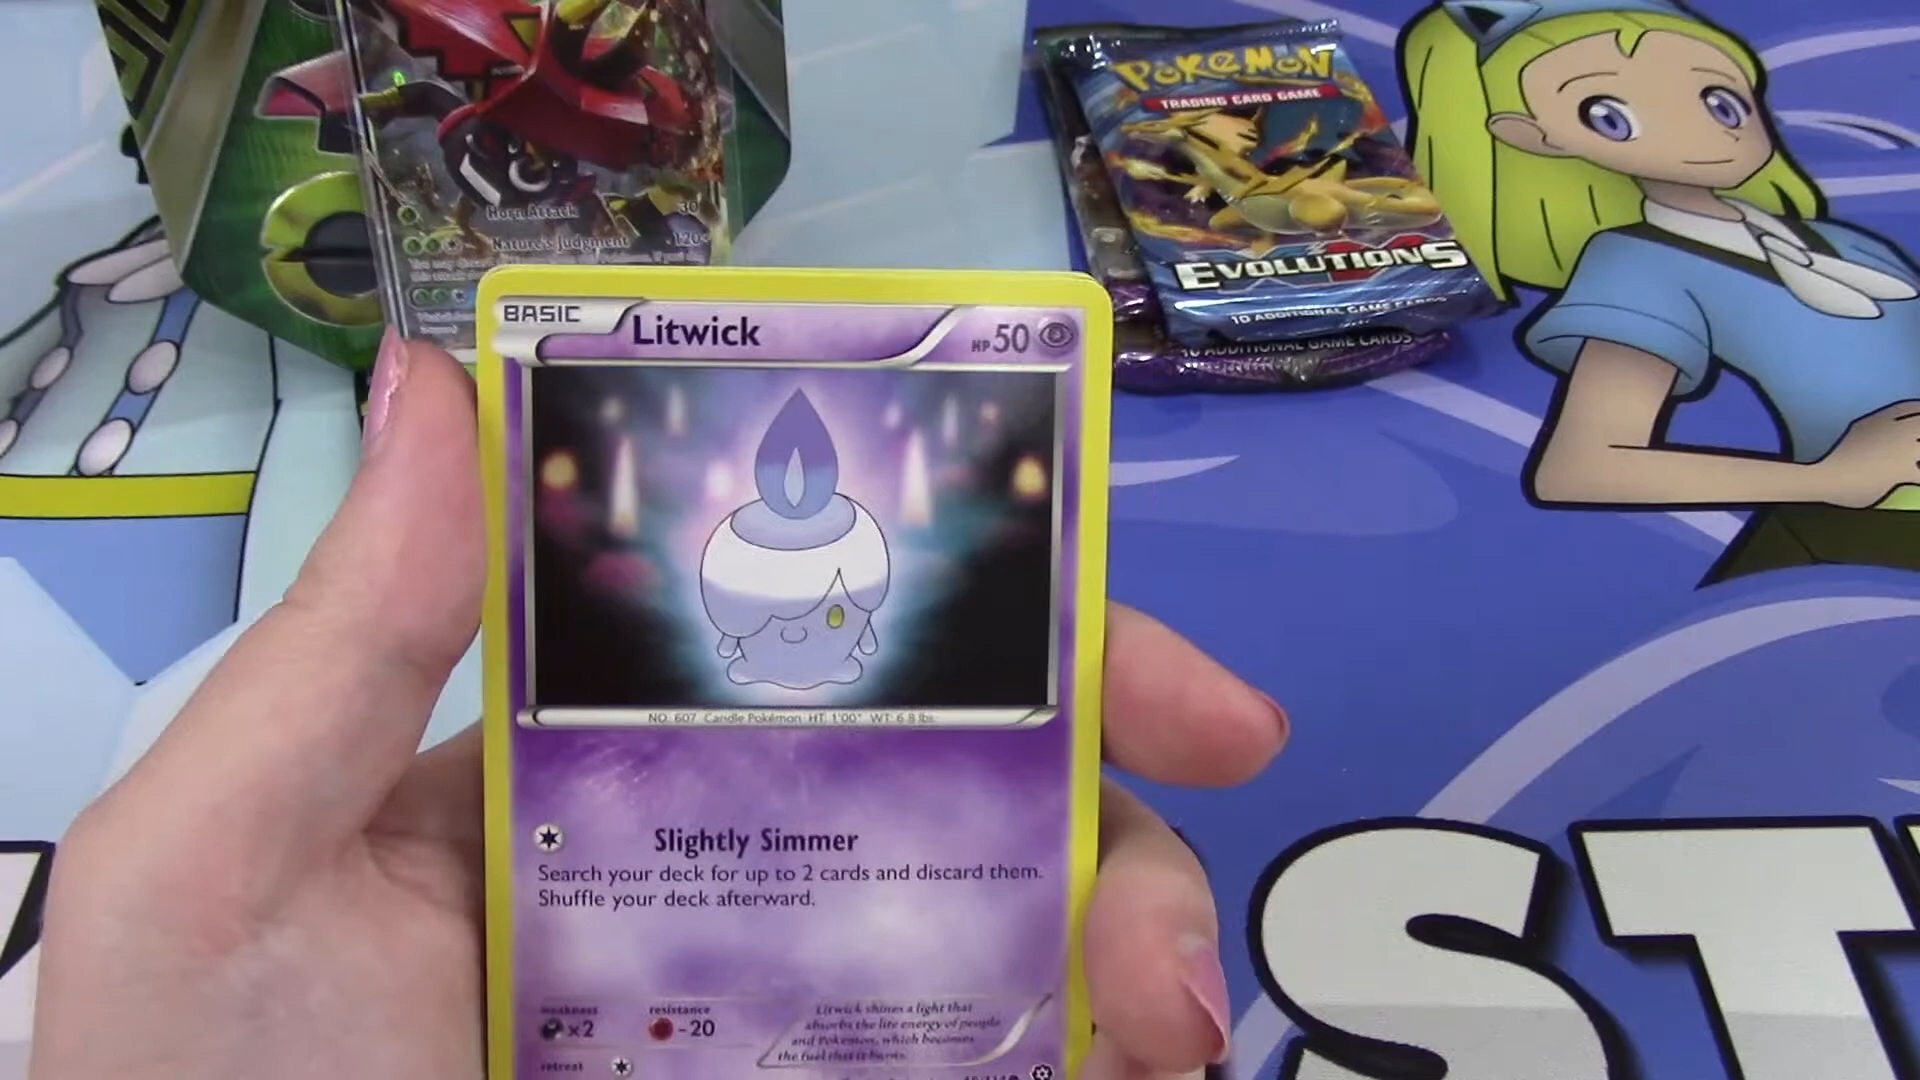 Horn Attack 30
Nature's Judgment 120+
POKéMON
TRADING CARD GAME
EVOLUTIONS
10 ADDITIONAL GAME CARDS
10 ADDITIONAL GAME CARDS
BASIC Litwick HP 50
NO. 607 Candle Pokémon HT: 1'00" WT: 6.8 lbs.
Slightly Simmer
Search your deck for up to 2 cards and discard them.
Shuffle your deck afterward.
weakness resistance
×2 -20
Litwick shines a light that
absorbs the life energy of people
and Pokémon, which becomes
the fuel that it burns.
retreat
ST